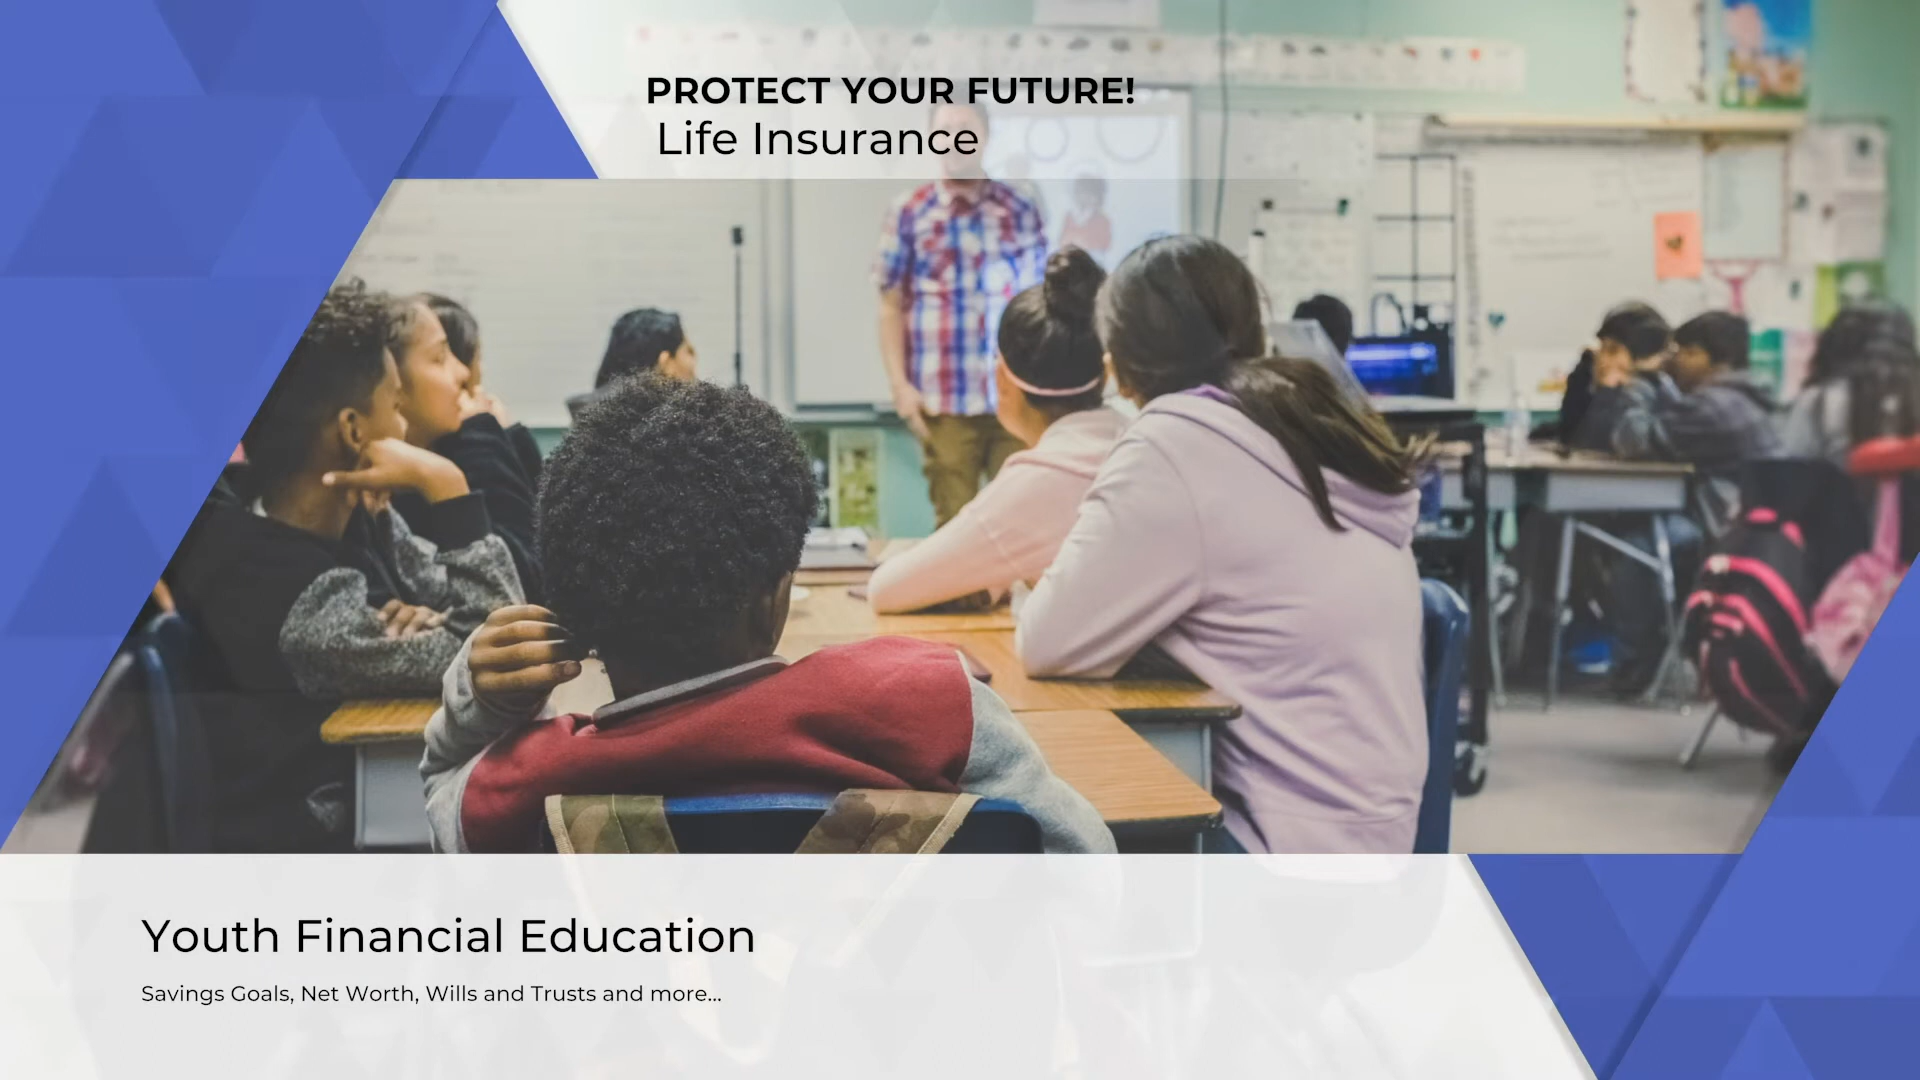 PROTECT YOUR FUTURE!
Life Insurance
Youth Financial Education
Savings Goals, Net Worth, Wills and Trusts and more...